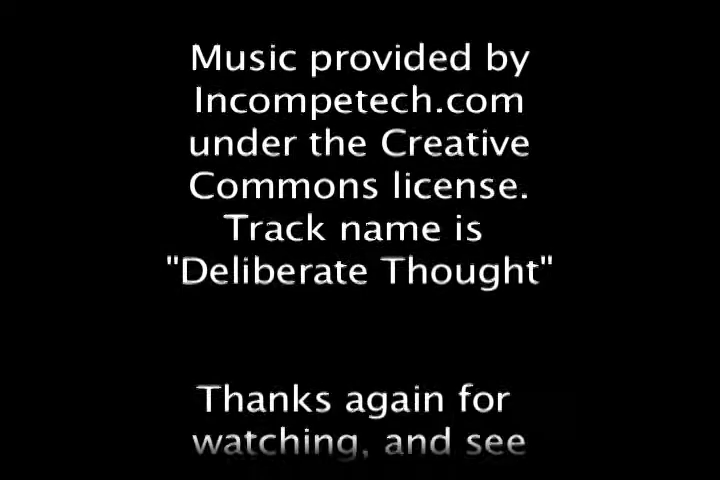 Music provided by
Incompetech.com
under the Creative
Commons license.
Track name is
"Deliberate Thought"
Thanks again for
watching, and see